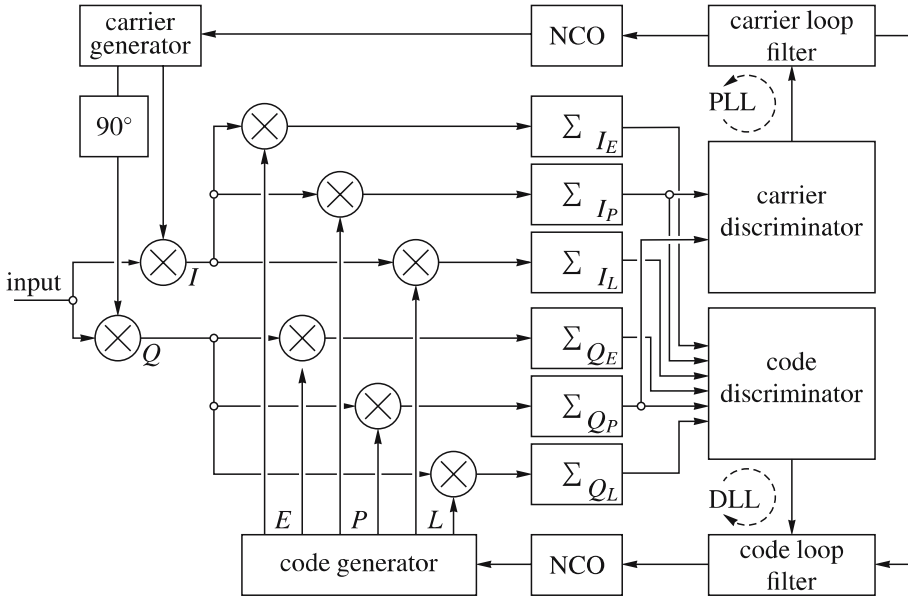 carrier
generator
NCO
carrier loop
filter
90°
PLL
Σ I_E
Σ I_P
carrier
discriminator
input
I
Σ I_L
Q
Σ Q_E
code
discriminator
Σ Q_P
Σ Q_L
DLL
E P L
code generator
NCO
code loop
filter